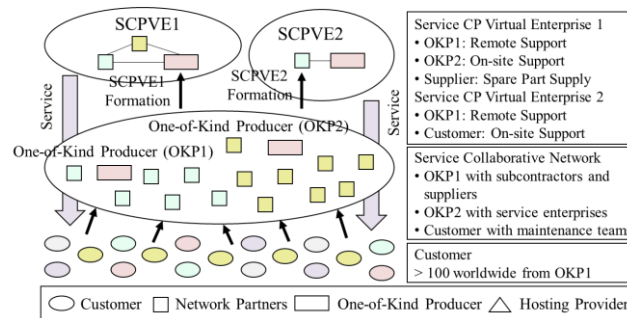 SCPVE1
SCPVE2
SCPVE1
Formation
SCPVE2
Formation
Service
Service
One-of-Kind Producer (OKP2)
One-of-Kind Producer (OKP1)
Service CP Virtual Enterprise 1
• OKP1: Remote Support
• OKP2: On-site Support
• Supplier: Spare Part Supply
Service CP Virtual Enterprise 2
• OKP1: Remote Support
• Customer: On-site Support
Service Collaborative Network
• OKP1 with subcontractors and
suppliers
• OKP2 with service enterprises
• Customer with maintenance team
Customer
> 100 worldwide from OKP1
Customer
Network Partners
One-of-Kind Producer
Hosting Provider